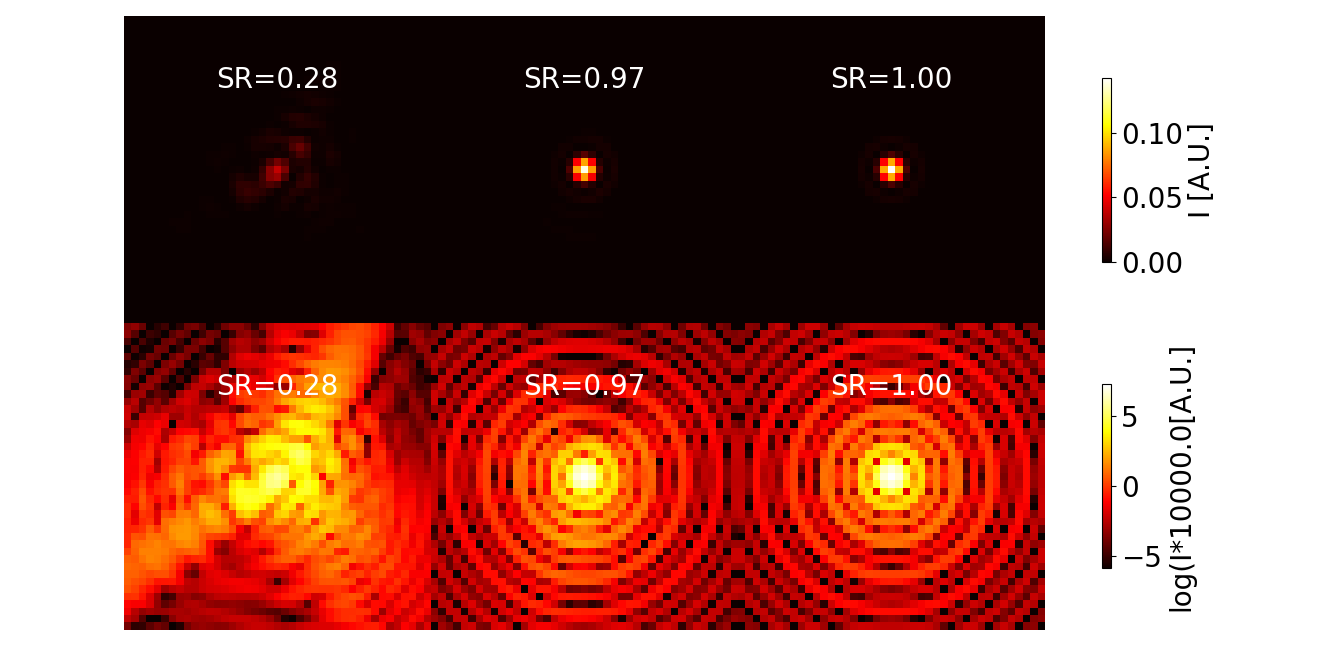 SR=0.28
SR=0.97
SR=1.00
0.10
0.05
0.00
I [A.U.]
SR=0.28
SR=0.97
SR=1.00
5
0
−5
log(I*10000.0[A.U.]